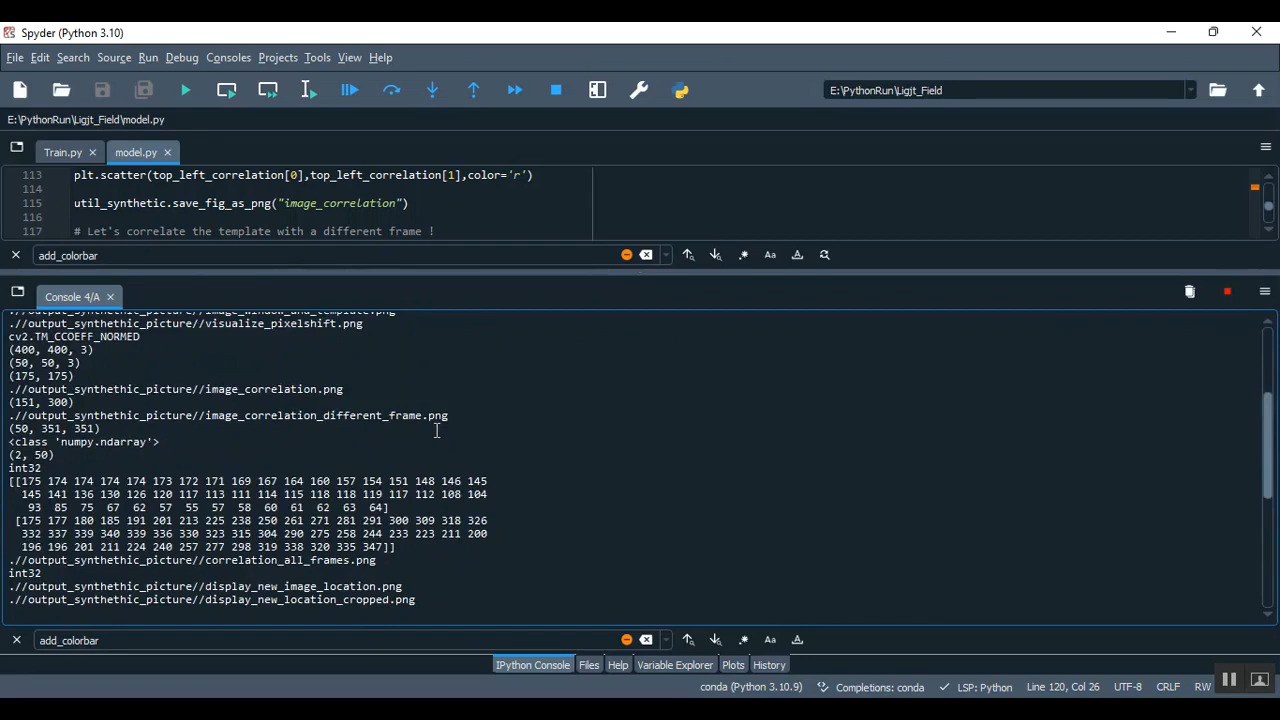 Spyder (Python 3.10)
File Edit Search Source Run Debug Consoles Projects Tools View Help
E:\PythonRun\Ligjt_Field
E:\PythonRun\Ligjt_Field\model.py
Train.py model.py
113 plt.scatter(top_left_correlation[0],top_left_correlation[1],color='r')
114
115 util_synthetic.save_fig_as_png("image_correlation")
116
117 # Let's correlate the template with a different frame !
add_colorbar Aa
Console 4/A
.//output_synthethic_picture//image_window_and_template.png
.//output_synthethic_picture//visualize_pixelshift.png
cv2.TM_CCOEFF_NORMED
(400, 400, 3)
(50, 50, 3)
(175, 175)
.//output_synthethic_picture//image_correlation.png
(151, 300)
.//output_synthethic_picture//image_correlation_different_frame.png
(50, 351, 351)
<class 'numpy.ndarray'>
(2, 50)
int32
[[175 174 174 174 174 173 172 171 169 167 164 160 157 154 151 148 146 145
145 141 136 130 126 120 117 113 111 114 115 118 118 119 117 112 108 104
93 85 75 67 62 57 55 57 58 60 61 62 63 64]
[175 177 180 185 191 201 213 225 238 250 261 271 281 291 300 309 318 326
332 337 339 340 339 336 330 323 315 304 290 275 258 244 233 223 211 200
196 196 201 211 224 240 257 277 298 319 338 320 335 347]]
.//output_synthethic_picture//correlation_all_frames.png
int32
.//output_synthethic_picture//display_new_image_location.png
.//output_synthethic_picture//display_new_location_cropped.png
add_colorbar Aa
IPython Console Files Help Variable Explorer Plots History
conda (Python 3.10.9) Completions: conda LSP: Python Line 120, Col 26 UTF-8 CRLF RW